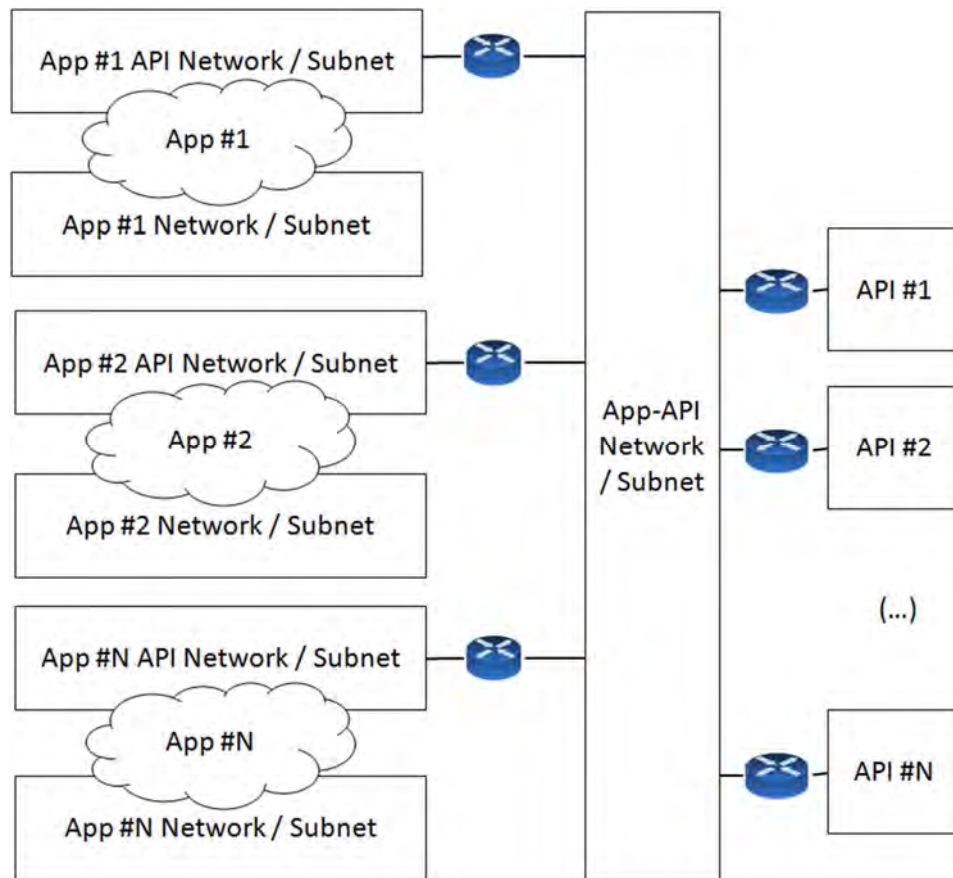 App #1 API Network / Subnet
App #1
App #1 Network / Subnet
App #2 API Network / Subnet
App #2
App #2 Network / Subnet
App #N API Network / Subnet
App #N
App #N Network / Subnet
App-API
Network
/ Subnet
API #1
API #2
(...)
API #N